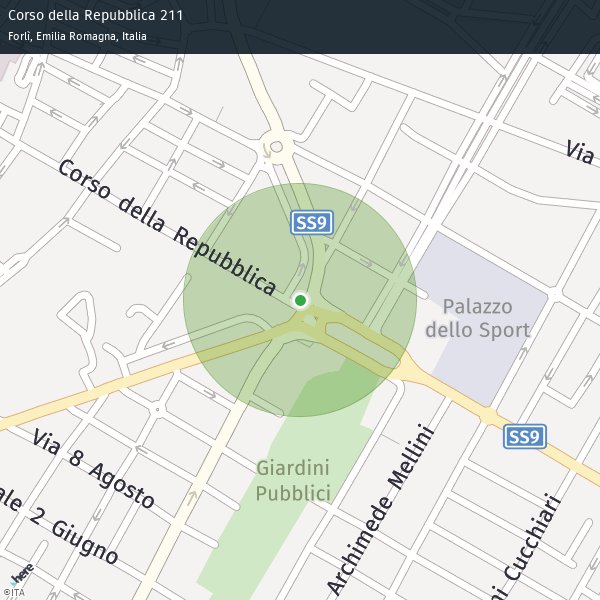 Corso della Repubblica 211
Forlì, Emilia Romagna, Italia
Via
Corso della Repubblica
SS9
Palazzo
dello Sport
SS9
Via 8 Agosto
Giardini
Pubblici
Archimede Mellini
ale 2 Giugno
ni Cucchiari
here
©ITA